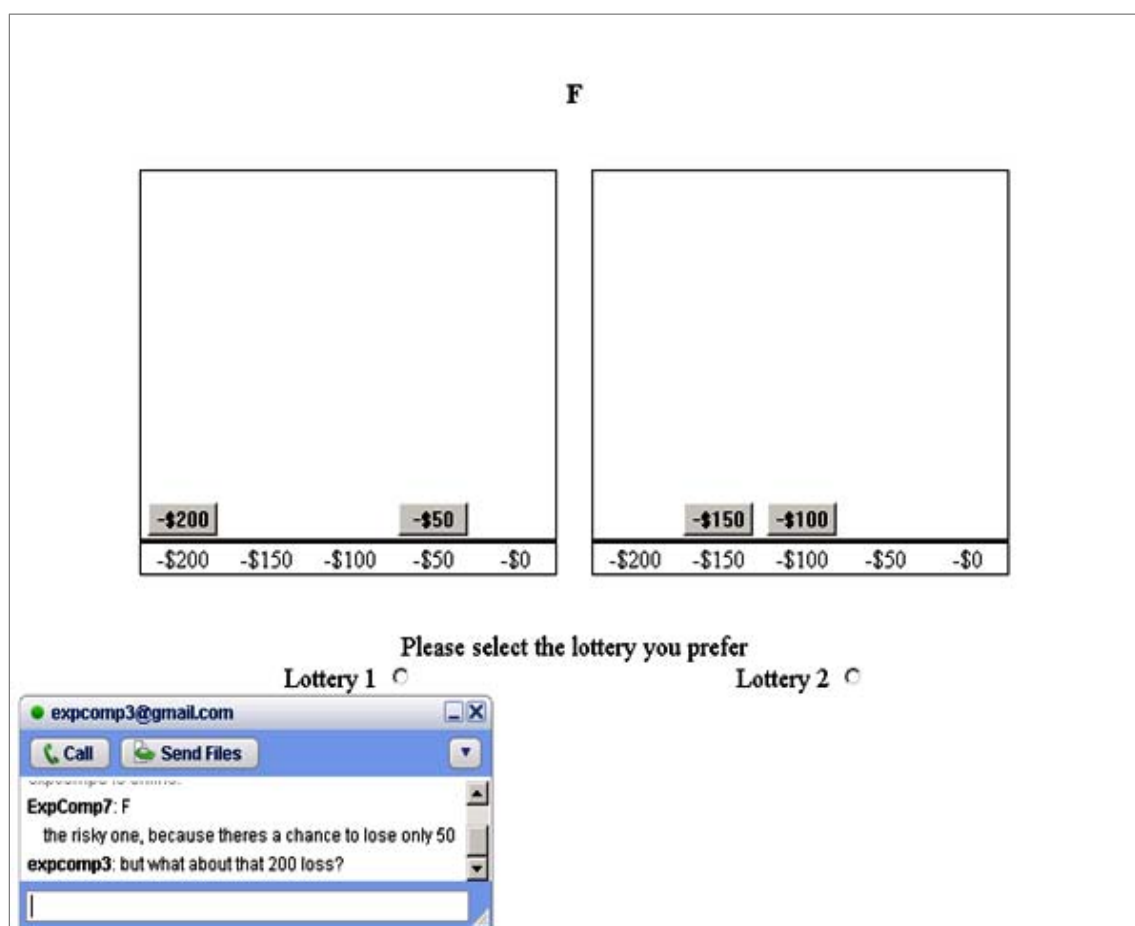 F
-$200 -$50
-$200 -$150 -$100 -$50 -$0
-$150 -$100
-$200 -$150 -$100 -$50 -$0
Please select the lottery you prefer
Lottery 1 Lottery 2
expcomp3@gmail.com
Call Send Files
ExpComp7: F
the risky one, because theres a chance to lose only 50
expcomp3: but what about that 200 loss?